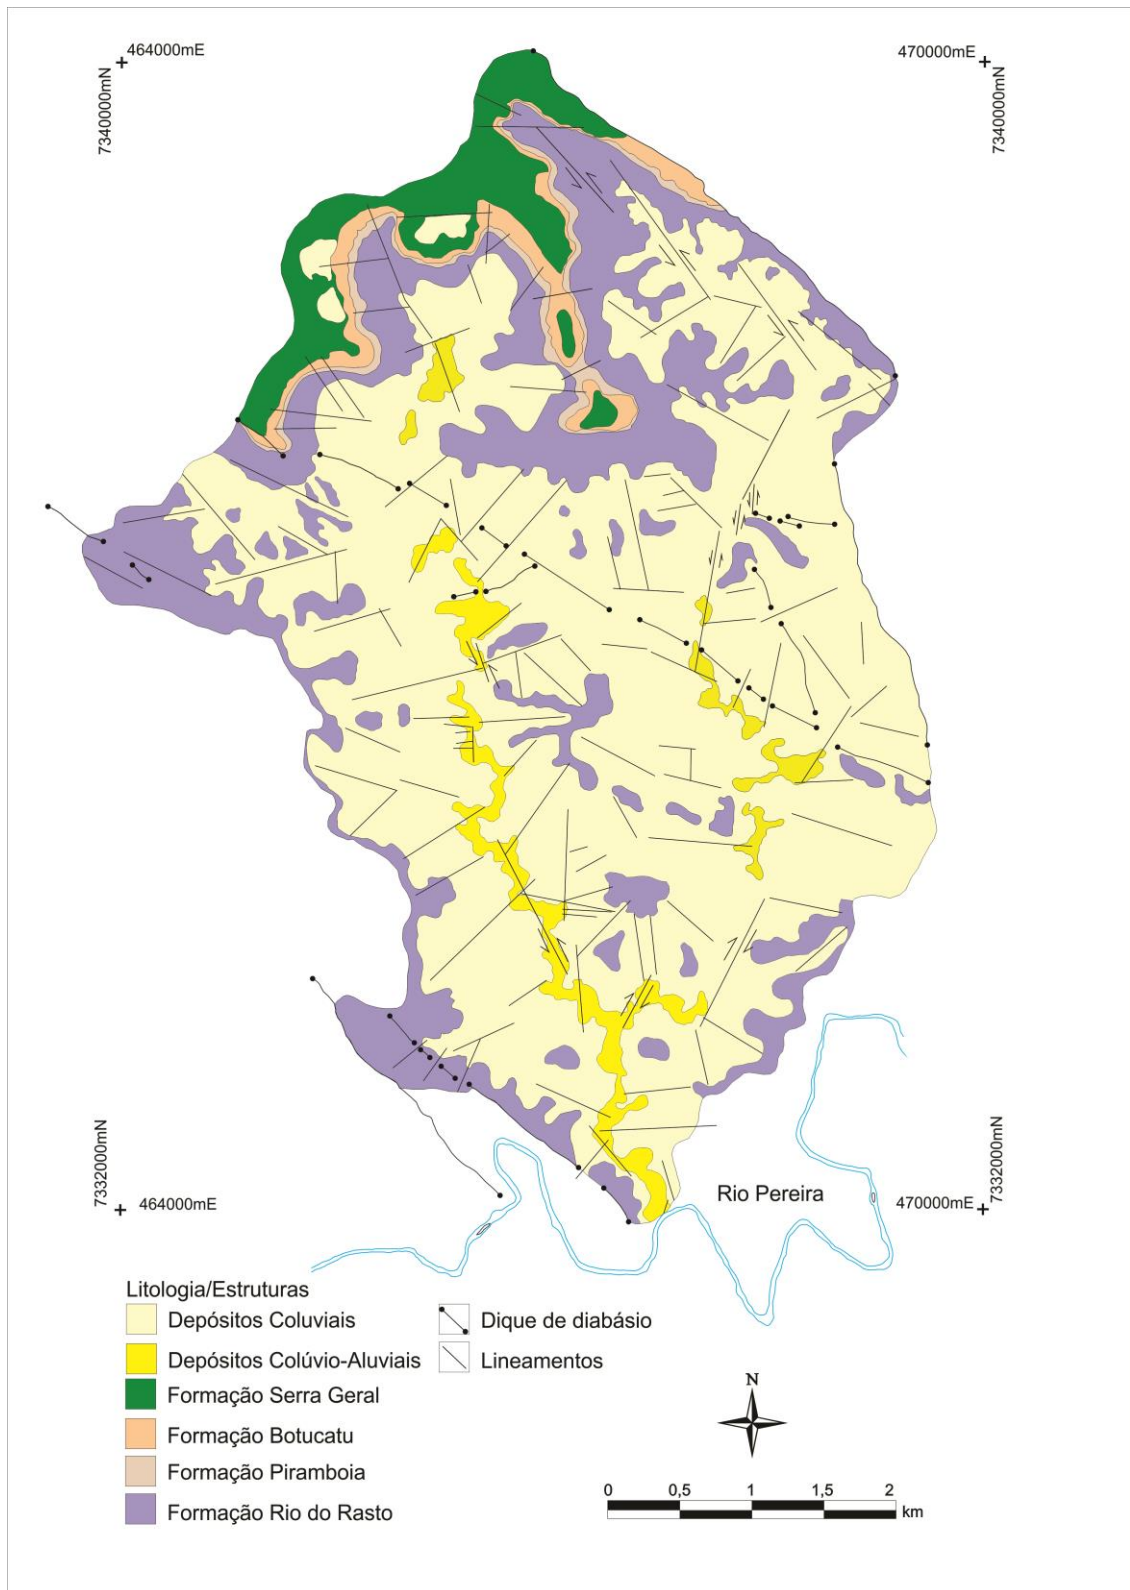 464000mE
470000mE
7340000mN
7340000mN
7332000mN
7332000mN
464000mE
470000mE
Rio Pereira
Litologia/Estruturas
Depósitos Coluviais
Dique de diabásio
Depósitos Colúvio-Aluviais
Lineamentos
Formação Serra Geral
Formação Botucatu
Formação Piramboia
Formação Rio do Rasto
N
0 0,5 1 1,5 2
km